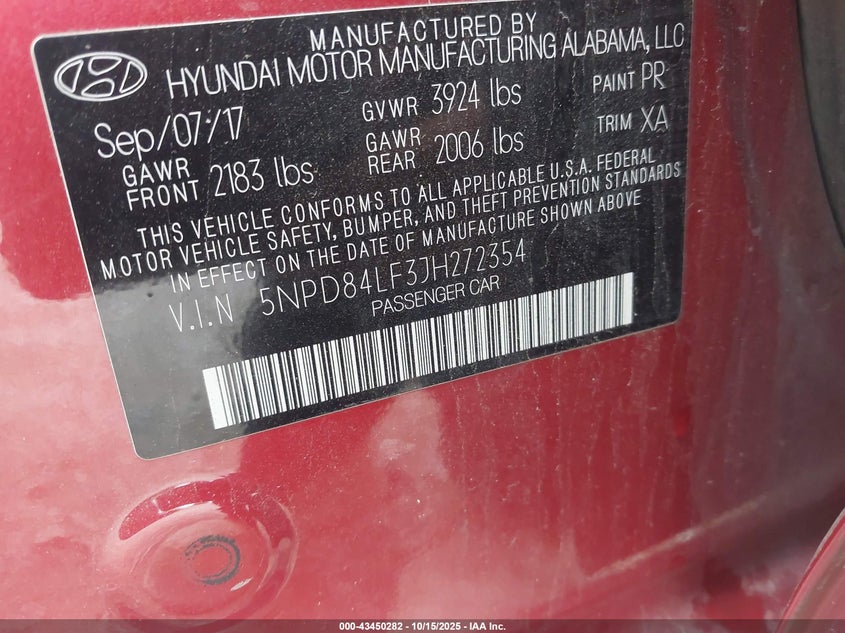 MANUFACTURED BY
HYUNDAI MOTOR MANUFACTURING ALABAMA, LLC
Sep/07/17 GVWR 3924 lbs PAINT PR
GAWR FRONT 2183 lbs GAWR REAR 2006 lbs TRIM XA
THIS VEHICLE CONFORMS TO ALL APPLICABLE U.S.A. FEDERAL
MOTOR VEHICLE SAFETY, BUMPER, AND THEFT PREVENTION STANDARDS
IN EFFECT ON THE DATE OF MANUFACTURE SHOWN ABOVE
V.I.N 5NPD84LF3JH272354
PASSENGER CAR
000-43450282 - 10/15/2025 - IAA Inc.